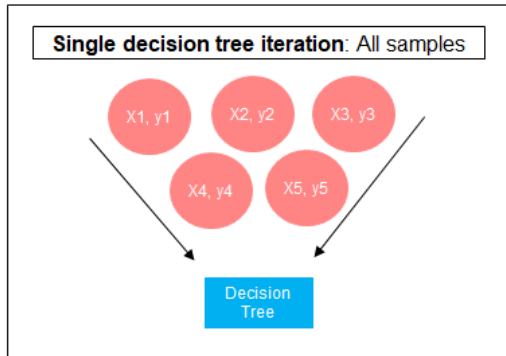 Single decision tree iteration: All samples
X1, y1
X2, y2
X3, y3
X4, y4
X5, y5
Decision
Tree